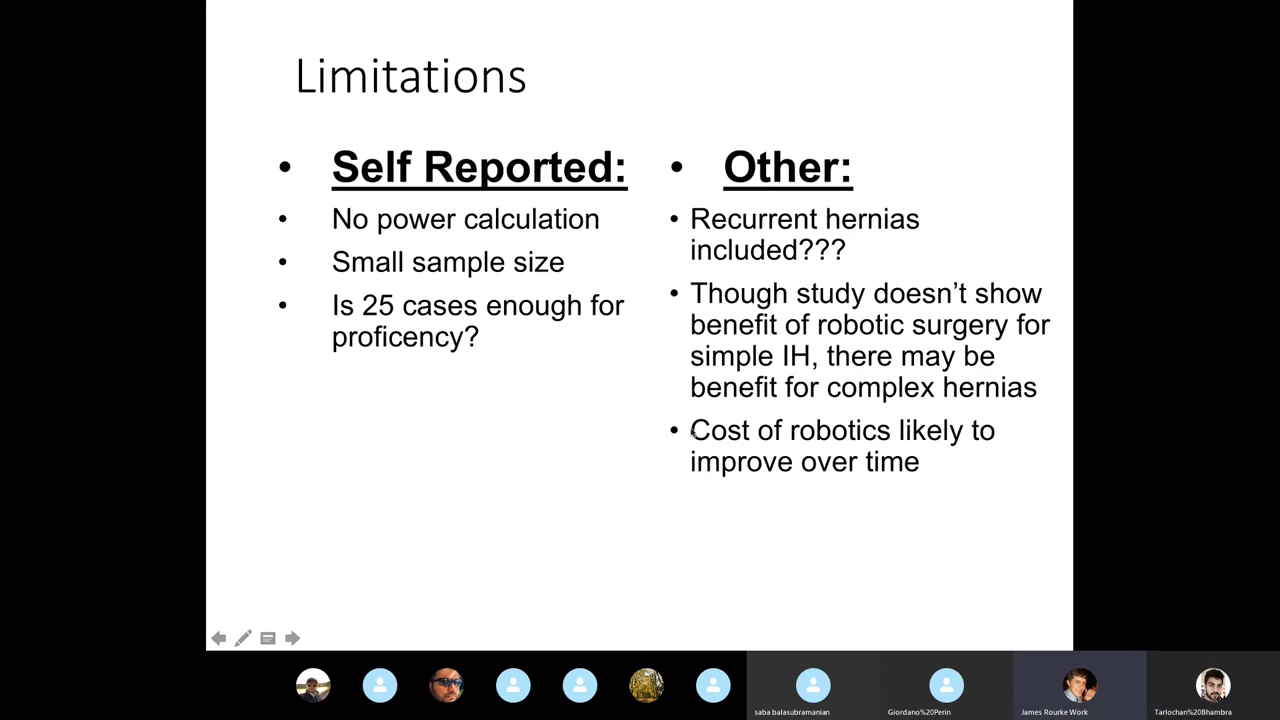 Limitations
• Self Reported:
• No power calculation
• Small sample size
• Is 25 cases enough for
proficency?
• Other:
• Recurrent hernias
included???
• Though study doesn't show
benefit of robotic surgery for
simple IH, there may be
benefit for complex hernias
• Cost of robotics likely to
improve over time
saba balasubramanian
Giordano%20Perin
James Rourke Work
Tarlochan%20Bhambra